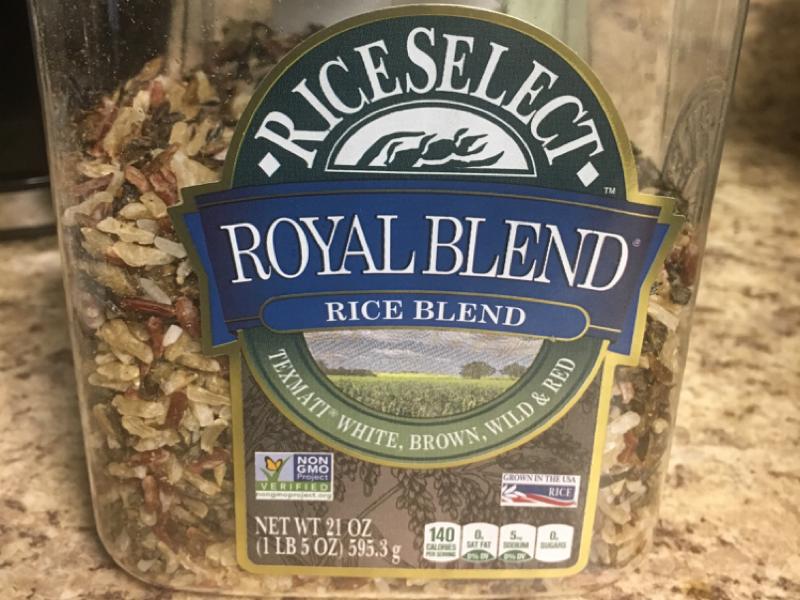 RICESELECT™
ROYAL BLEND®
RICE BLEND
TEXMATI® WHITE, BROWN, WILD & RED
NON
GMO
Project
VERIFIED
nongmoproject.org
GROWN IN THE USA
RICE
NET WT 21 OZ
(1 LB 5 OZ) 595.3 g
140
CALORIES
PER SERVING
0g
SAT FAT
0% DV
5mg
SODIUM
0% DV
0g
SUGARS